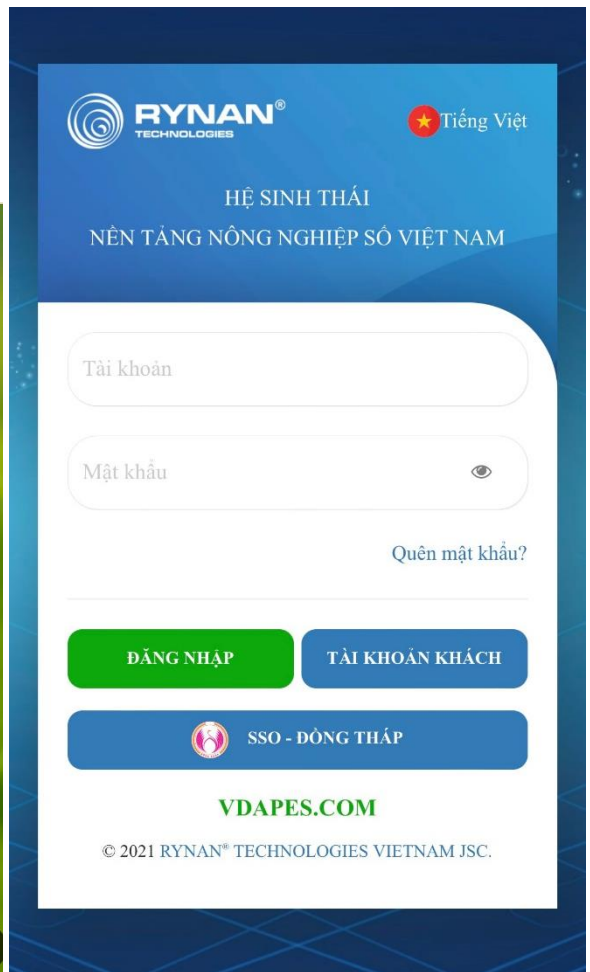 RYNAN®
TECHNOLOGIES
Tiếng Việt
HỆ SINH THÁI
NỀN TẢNG NÔNG NGHIỆP SỐ VIỆT NAM
Tài khoản
Mật khẩu
Quên mật khẩu?
ĐĂNG NHẬP
TÀI KHOẢN KHÁCH
SSO - ĐỒNG THÁP
VDAPES.COM
© 2021 RYNAN® TECHNOLOGIES VIETNAM JSC.